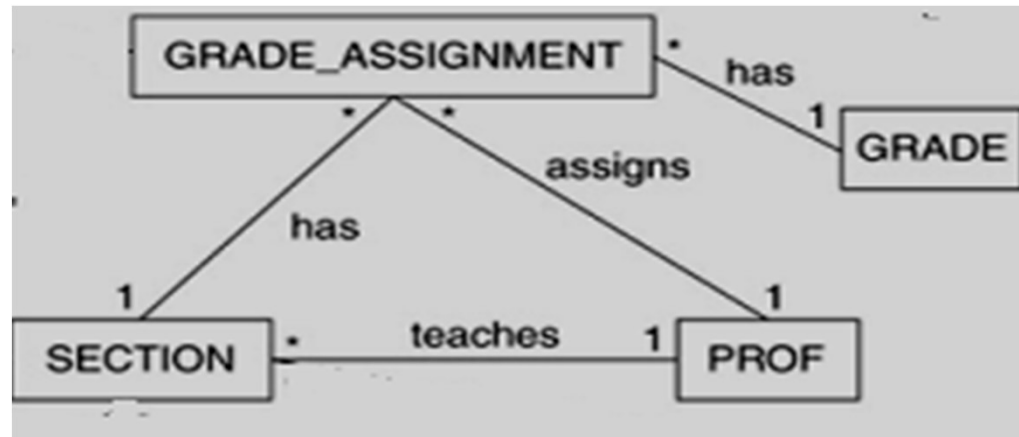 GRADE_ASSIGNMENT
*
has
1
GRADE
*
*
assigns
has
1
1
SECTION
*
teaches
1
PROF